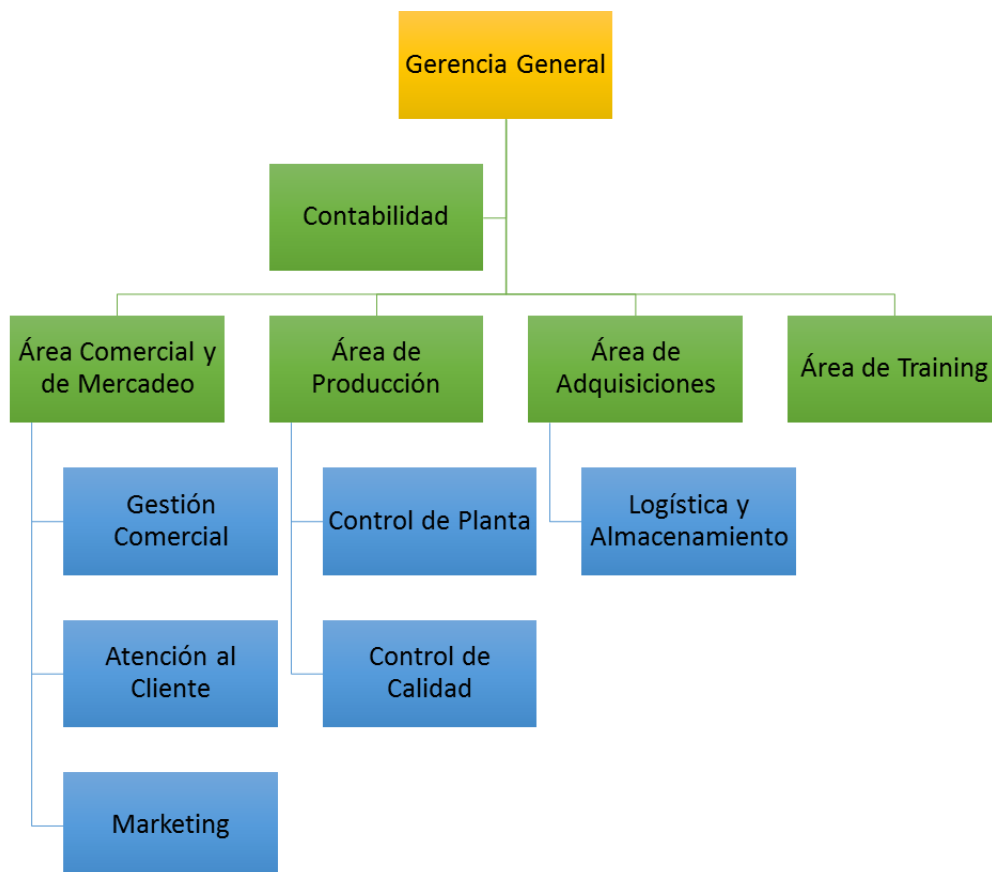 Gerencia General
Contabilidad
Área Comercial y
de Mercadeo
Área de
Producción
Área de
Adquisiciones
Área de Training
Gestión
Comercial
Control de Planta
Logística y
Almacenamiento
Atención al
Cliente
Control de
Calidad
Marketing